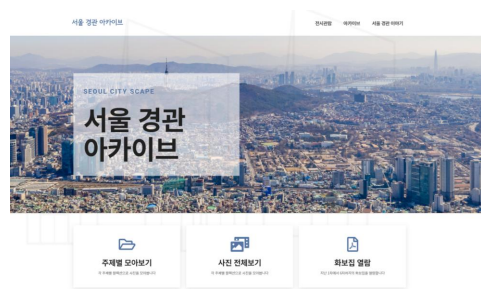 서울 경관 아카이브
전시관람 아카이브 서울 경관 이야기
SEOUL CITY SCAPE
서울 경관
아카이브
주제별 모아보기
사진 전체보기
화보집 열람